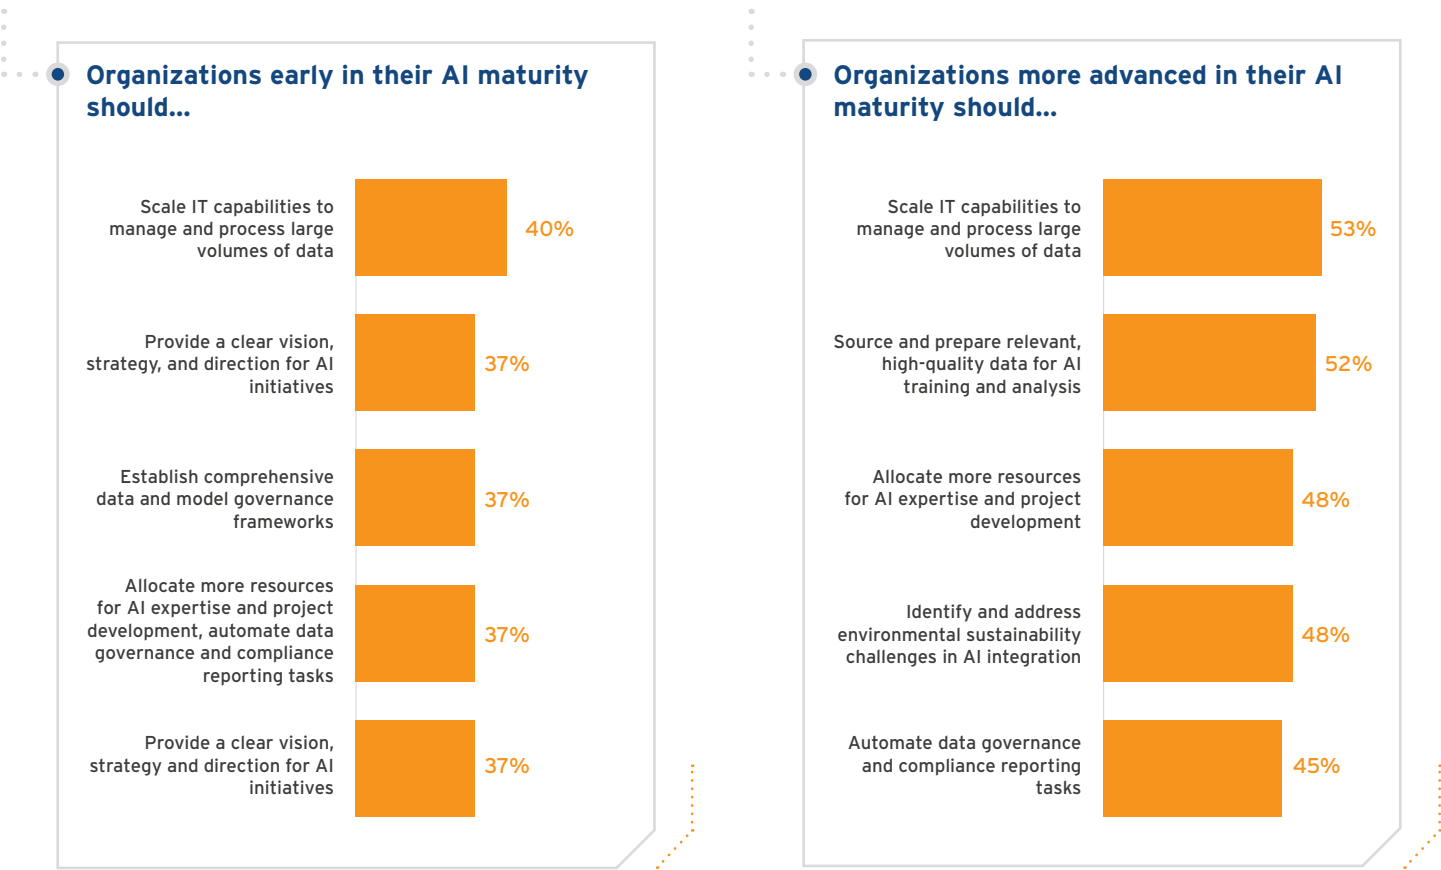 Organizations early in their AI maturity
should...
Scale IT capabilities to
manage and process large
volumes of data
40%
Provide a clear vision,
strategy, and direction for AI
initiatives
37%
Establish comprehensive
data and model governance
frameworks
37%
Allocate more resources
for AI expertise and project
development, automate data
governance and compliance
reporting tasks
37%
Provide a clear vision,
strategy and direction for AI
initiatives
37%
Organizations more advanced in their AI
maturity should...
Scale IT capabilities to
manage and process large
volumes of data
53%
Source and prepare relevant,
high-quality data for AI
training and analysis
52%
Allocate more resources
for AI expertise and project
development
48%
Identify and address
environmental sustainability
challenges in AI integration
48%
Automate data governance
and compliance reporting
tasks
45%